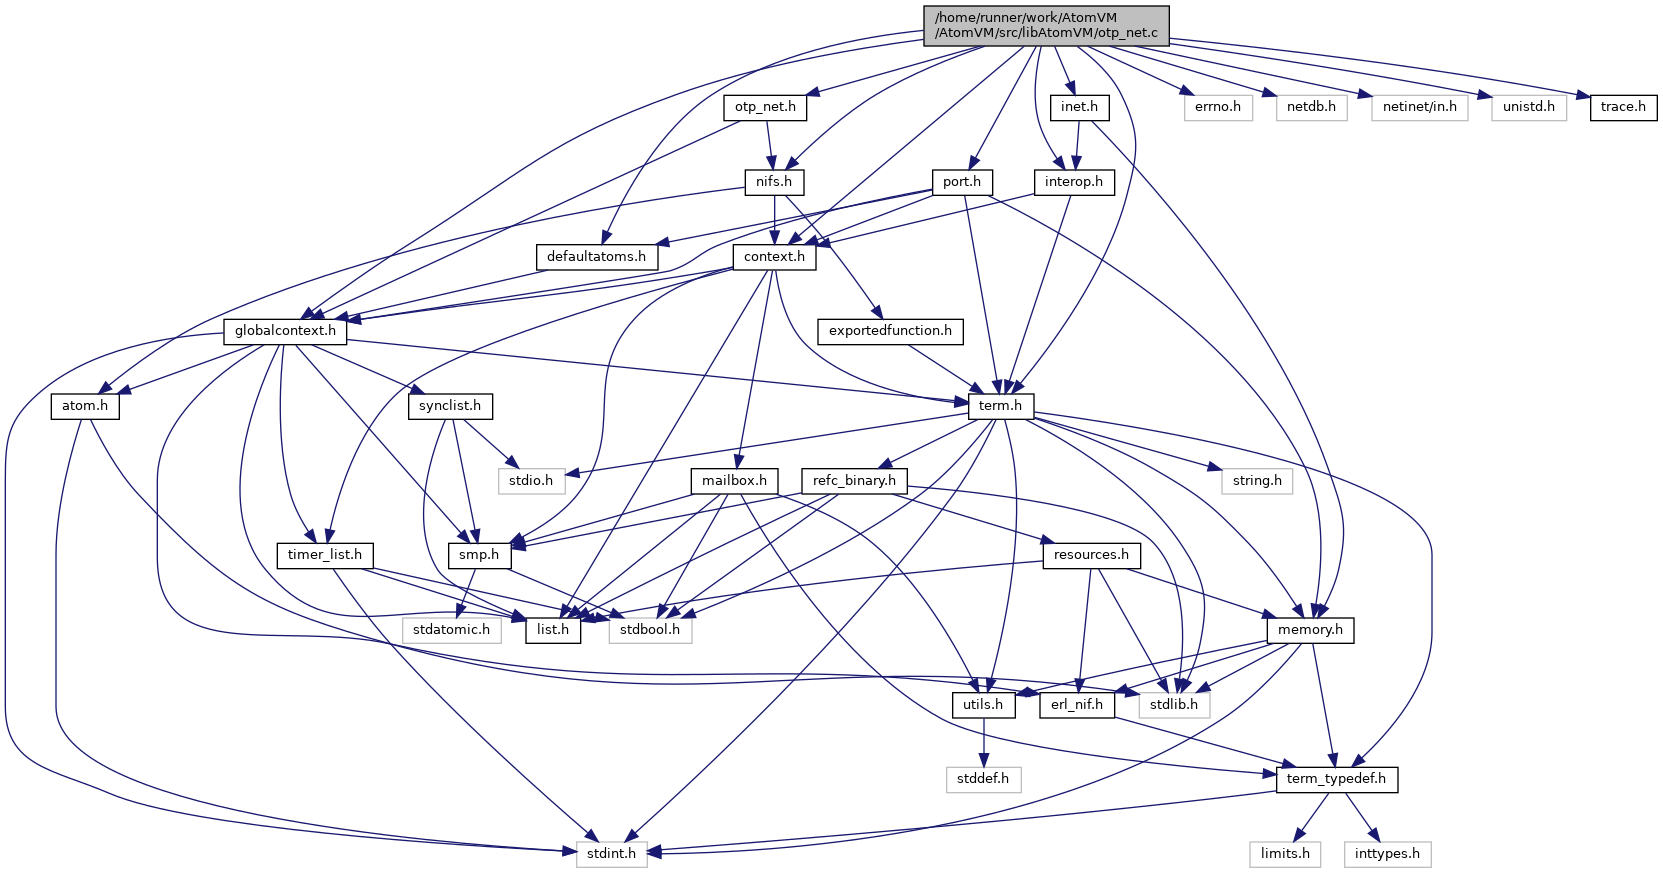 /home/runner/work/AtomVM
/AtomVM/src/libAtomVM/otp_net.c
otp_net.h
inet.h
errno.h
netdb.h
netinet/in.h
unistd.h
trace.h
nifs.h
port.h
interop.h
defaultatoms.h
context.h
globalcontext.h
exportedfunction.h
atom.h
synclist.h
term.h
stdio.h
mailbox.h
refc_binary.h
string.h
timer_list.h
smp.h
resources.h
stdatomic.h
list.h
stdbool.h
memory.h
utils.h
erl_nif.h
stdlib.h
stddef.h
term_typedef.h
stdint.h
limits.h
inttypes.h